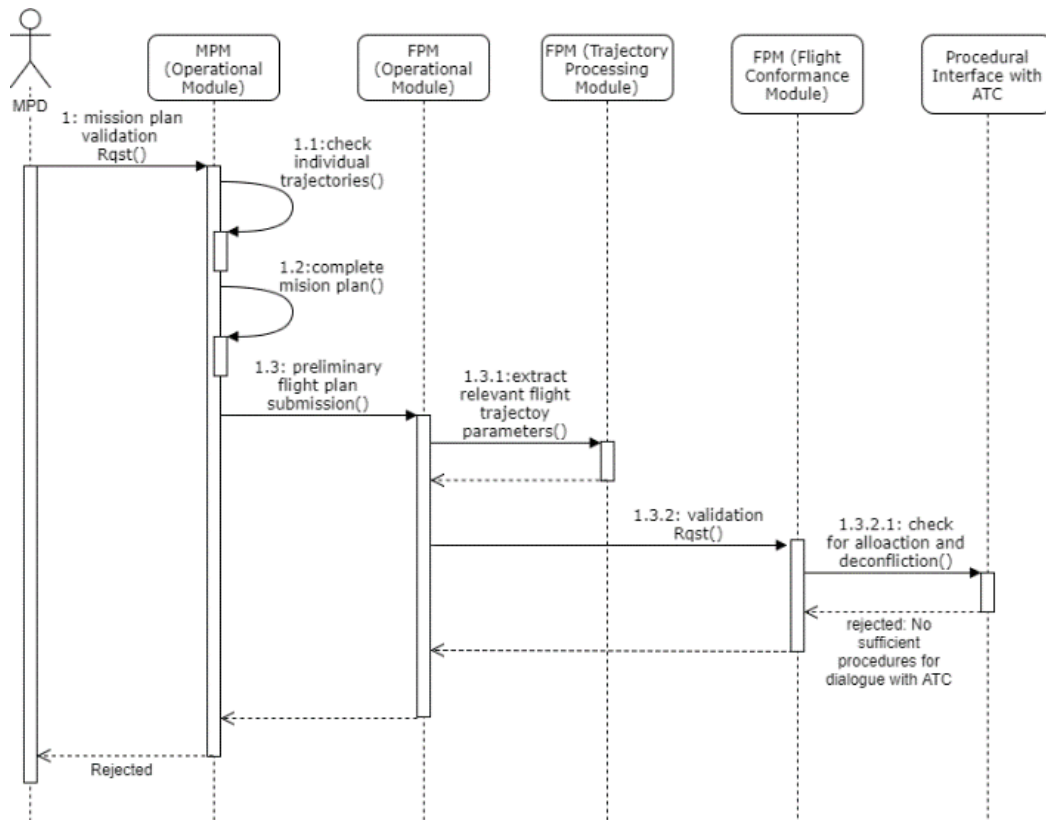 MPD
MPM
(Operational
Module)
FPM
(Operational
Module)
FPM (Trajectory
Processing
Module)
FPM (Flight
Conformance
Module)
Procedural
Interface with
ATC
1: mission plan
validation
Rqst()
1.1:check
individual
trajectories()
1.2:complete
mision plan()
1.3: preliminary
flight plan
submission()
1.3.1:extract
relevant flight
trajectoy
parameters()
1.3.2: validation
Rqst()
1.3.2.1: check
for alloaction and
deconfliction()
rejected: No
sufficient
procedures for
dialogue with ATC
Rejected